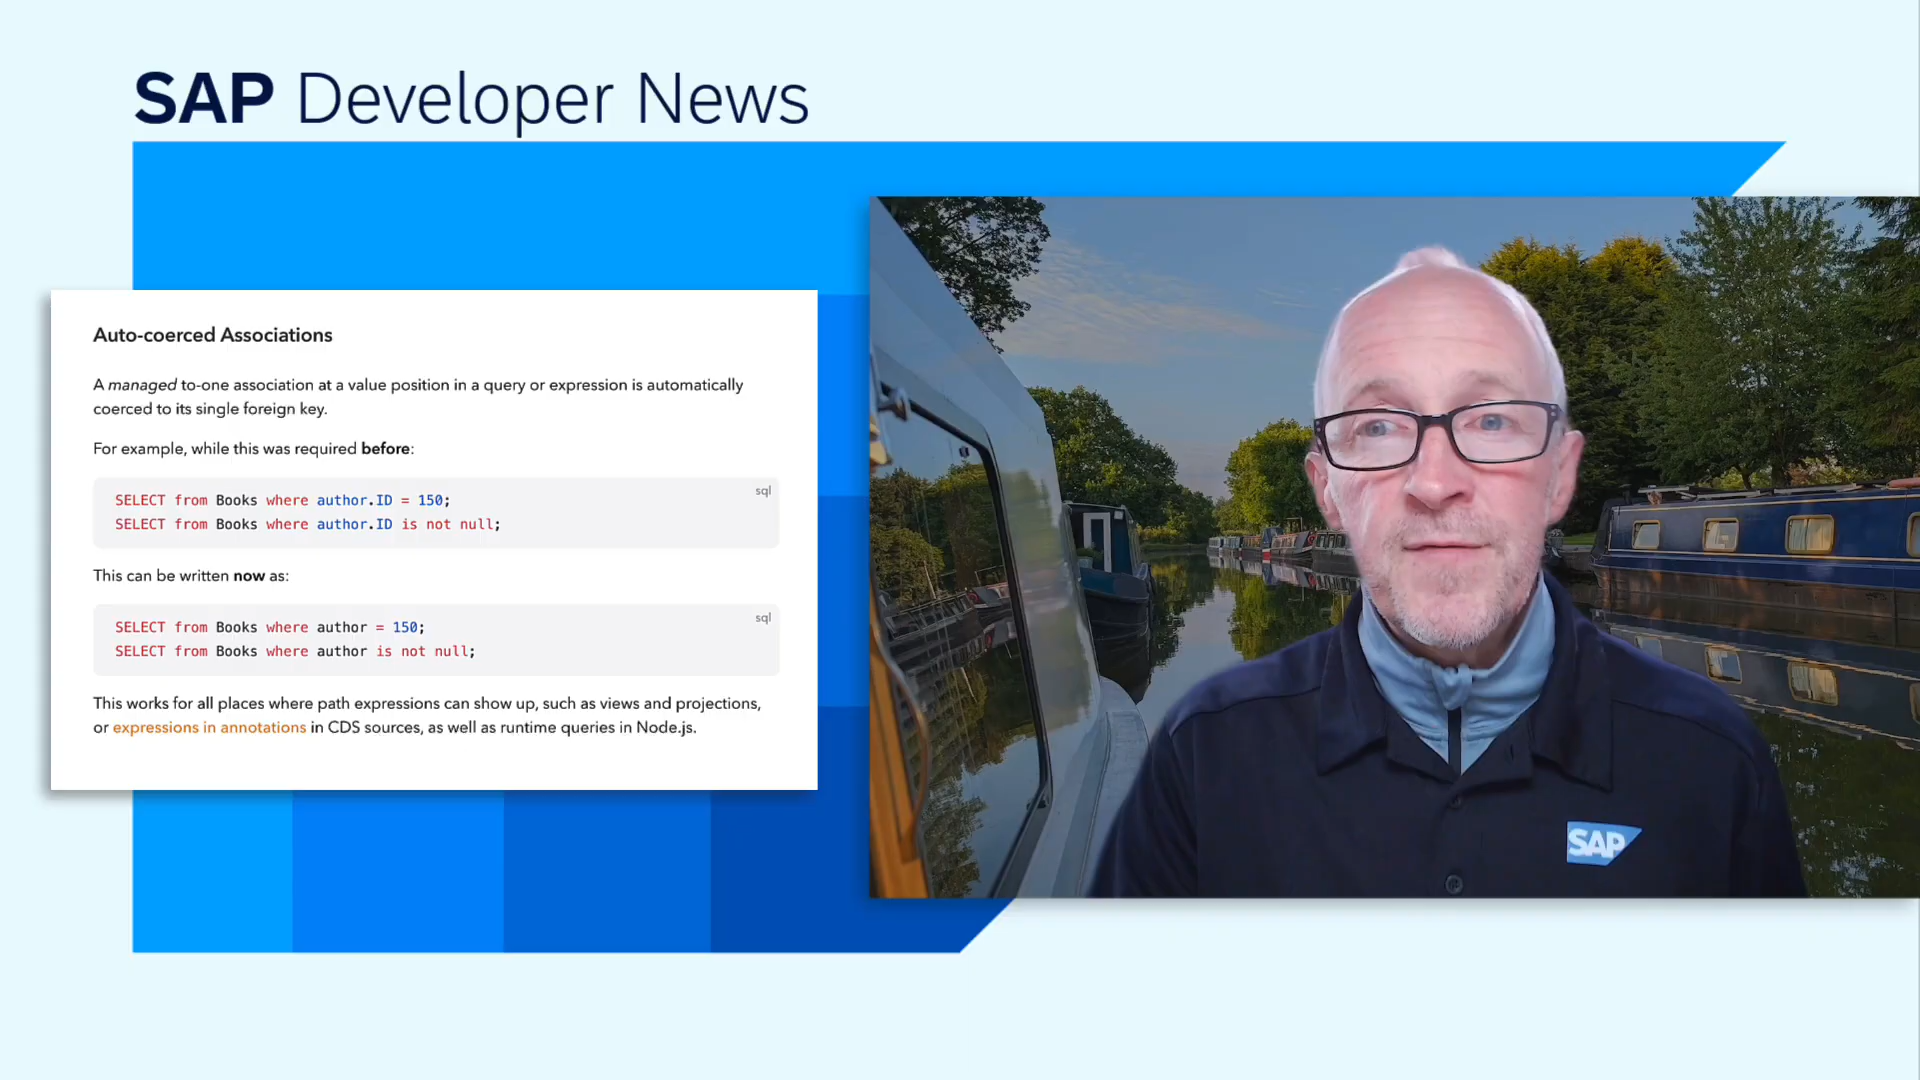 SAP Developer News
Auto-coerced Associations
A managed to-one association at a value position in a query or expression is automatically
coerced to its single foreign key.
For example, while this was required before:
sql
SELECT from Books where author.ID = 150;
SELECT from Books where author.ID is not null;
This can be written now as:
sql
SELECT from Books where author = 150;
SELECT from Books where author is not null;
This works for all places where path expressions can show up, such as views and projections,
or expressions in annotations in CDS sources, as well as runtime queries in Node.js.
SAP